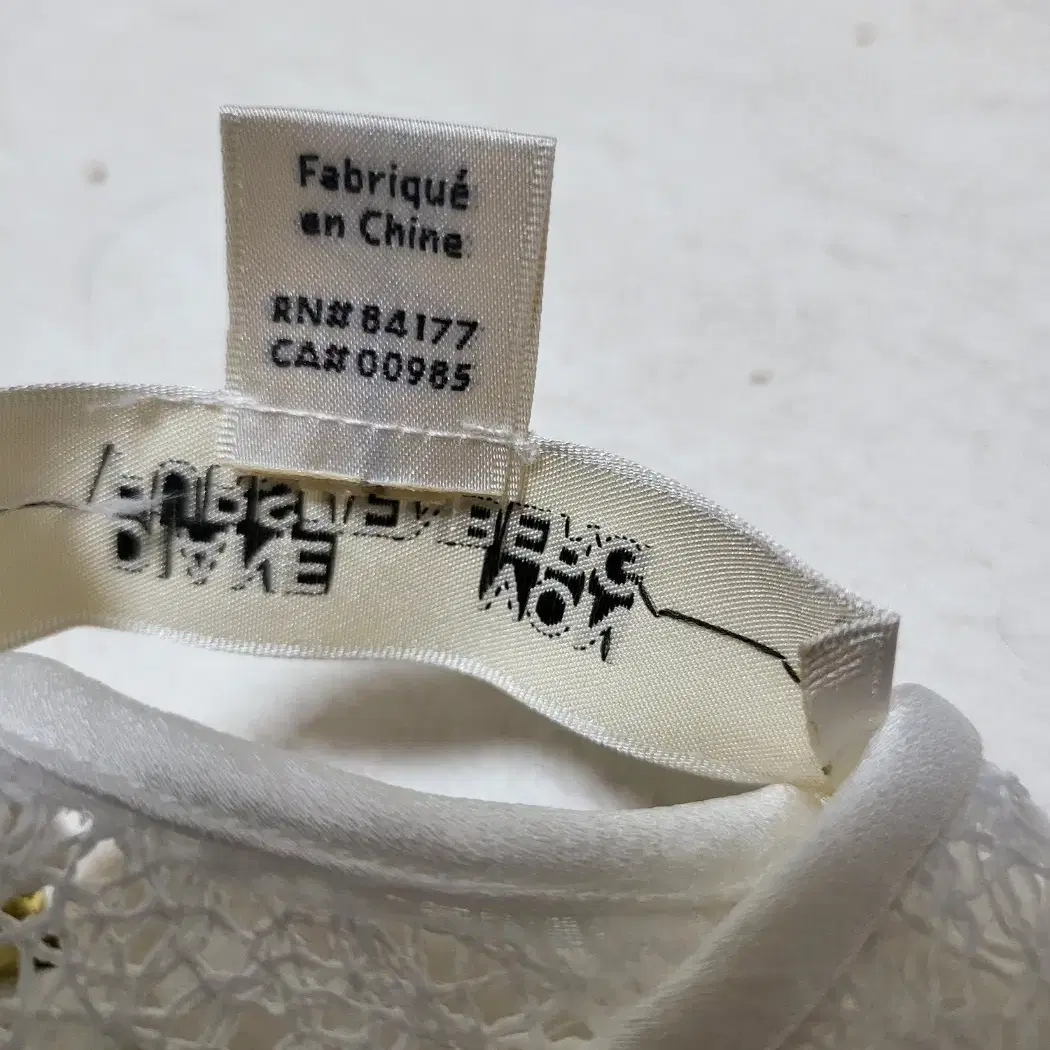 Fabriqué
en Chine
RN# 84177
CA# 00985